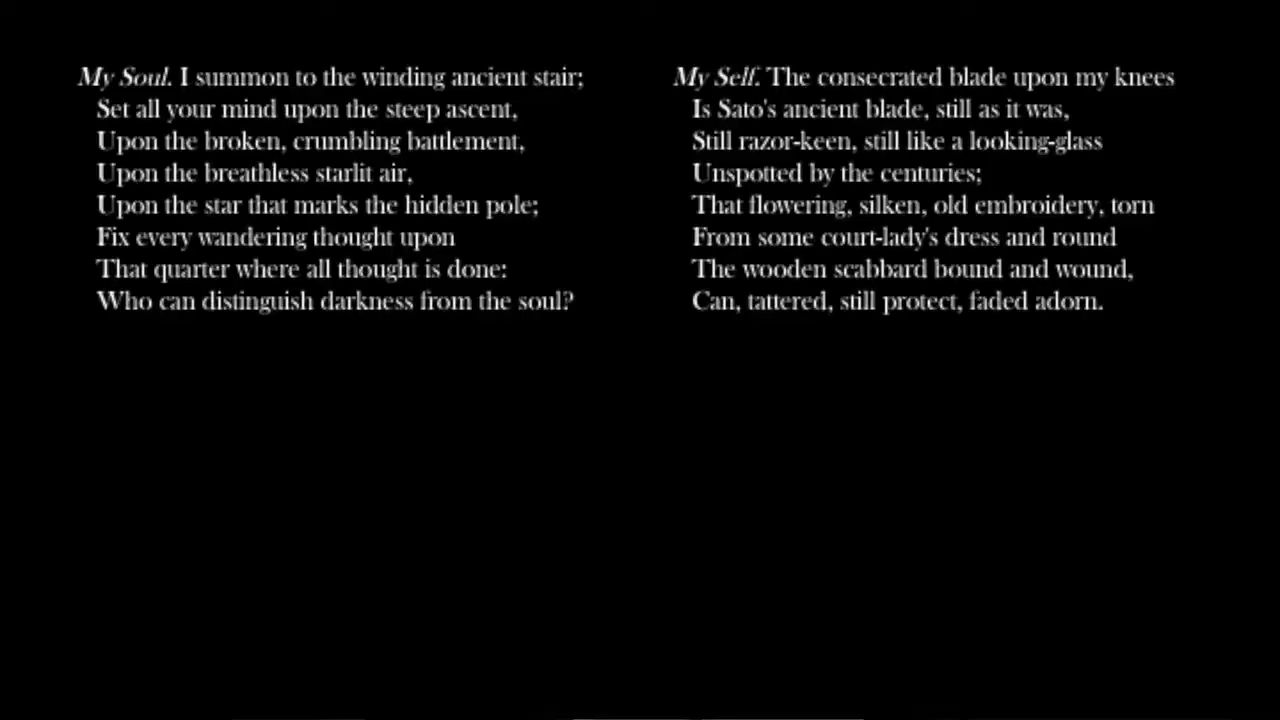 My Soul. I summon to the winding ancient stair;
Set all your mind upon the steep ascent,
Upon the broken, crumbling battlement,
Upon the breathless starlit air,
Upon the star that marks the hidden pole;
Fix every wandering thought upon
That quarter where all thought is done:
Who can distinguish darkness from the soul?
My Self. The consecrated blade upon my knees
Is Sato's ancient blade, still as it was,
Still razor-keen, still like a looking-glass
Unspotted by the centuries;
That flowering, silken, old embroidery, torn
From some court-lady's dress and round
The wooden scabbard bound and wound,
Can, tattered, still protect, faded adorn.